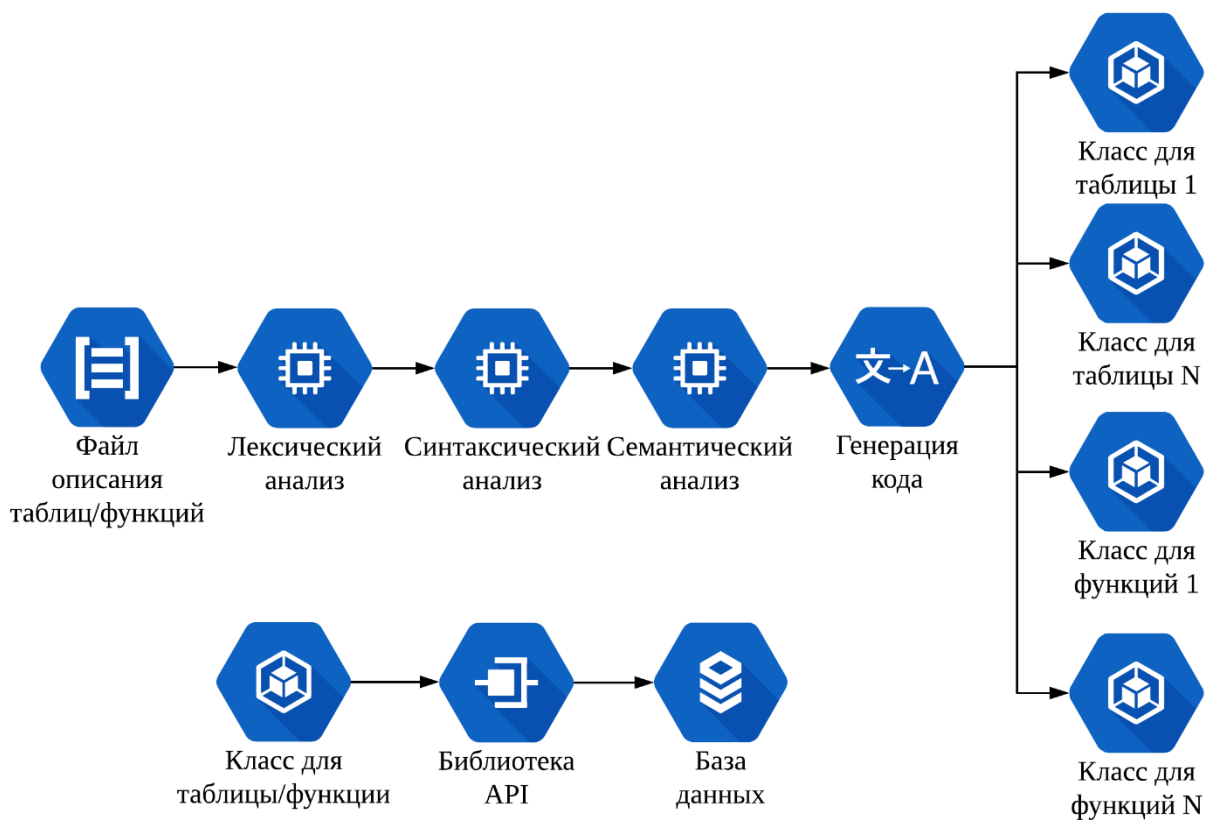 Класс для
таблицы 1
Класс для
таблицы N
Файл
описания
таблиц/функций
Лексический
анализ
Синтаксический
анализ
Семантический
анализ
文→A
Генерация
кода
Класс для
функций 1
Класс для
таблицы/функции
Библиотека
API
База
данных
Класс для
функций N